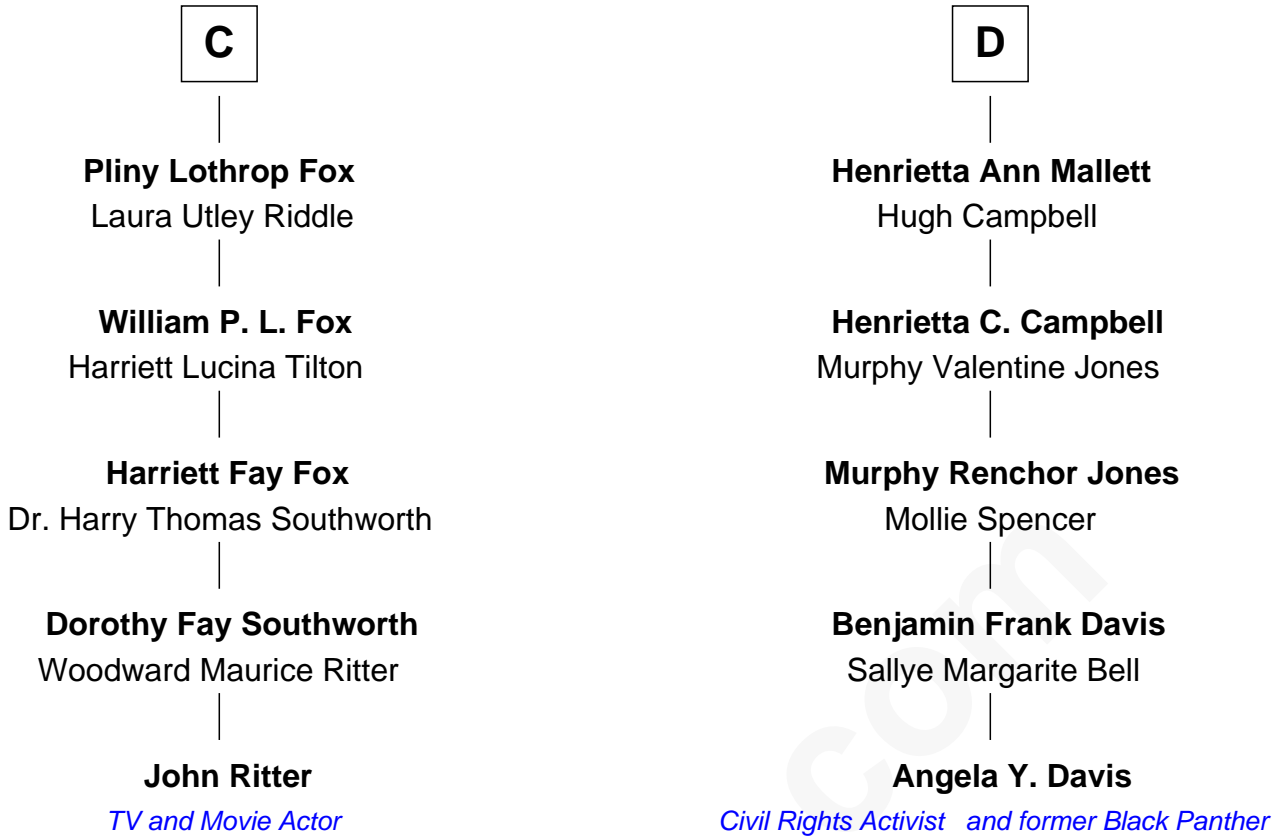 C
Pliny Lothrop Fox
Laura Utley Riddle
William P. L. Fox
Harriett Lucina Tilton
Harriett Fay Fox
Dr. Harry Thomas Southworth
Dorothy Fay Southworth
Woodward Maurice Ritter
John Ritter
TV and Movie Actor
D
Henrietta Ann Mallett
Hugh Campbell
Henrietta C. Campbell
Murphy Valentine Jones
Murphy Renchor Jones
Mollie Spencer
Benjamin Frank Davis
Sallye Margarite Bell
Angela Y. Davis
Civil Rights Activist and former Black Panther
com